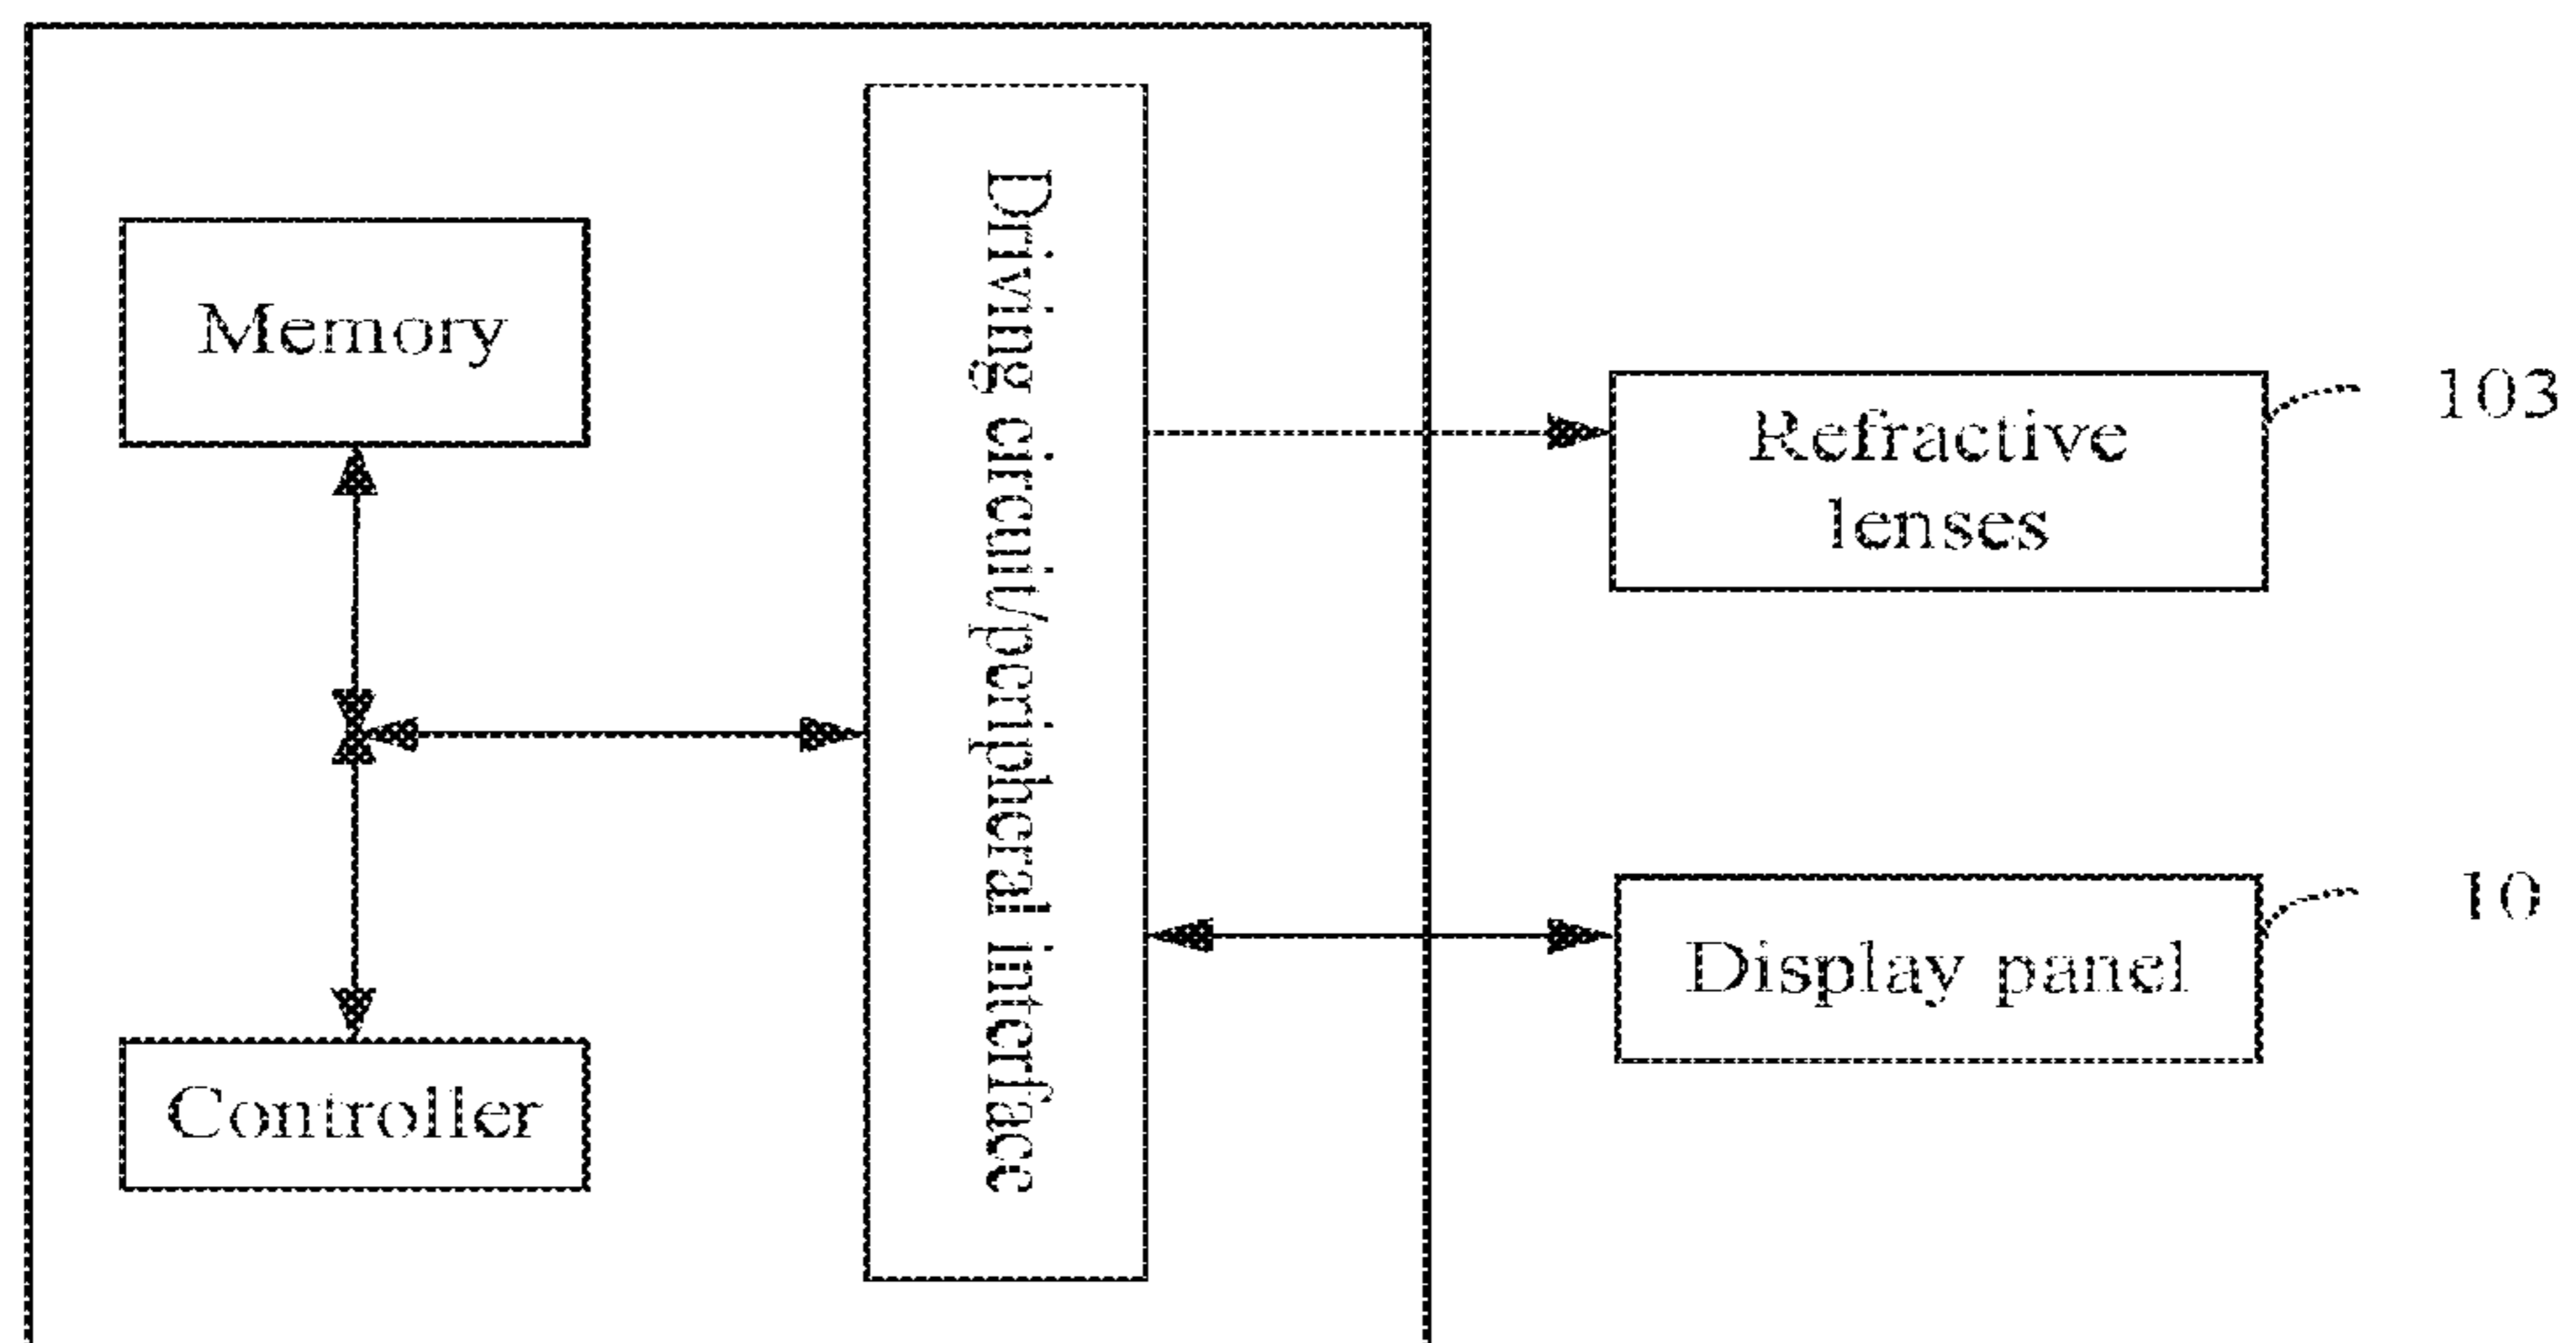 Memory
Controller
Driving circuit/peripheral interface
Refractive
lenses
103
Display panel
10